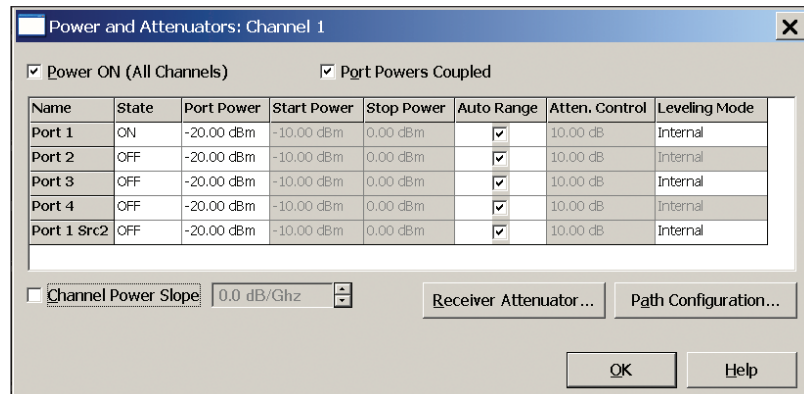 Power and Attenuators: Channel 1
Power ON (All Channels) Port Powers Coupled
Name State Port Power Start Power Stop Power Auto Range Atten. Control Leveling Mode
Port 1 ON -20.00 dBm -10.00 dBm 0.00 dBm 10.00 dB Internal
Port 2 OFF -20.00 dBm -10.00 dBm 0.00 dBm 10.00 dB Internal
Port 3 OFF -20.00 dBm -10.00 dBm 0.00 dBm 10.00 dB Internal
Port 4 OFF -20.00 dBm -10.00 dBm 0.00 dBm 10.00 dB Internal
Port 1 Src2 OFF -20.00 dBm -10.00 dBm 0.00 dBm 10.00 dB Internal
Channel Power Slope 0.0 dB/Ghz Receiver Attenuator... Path Configuration...
OK Help